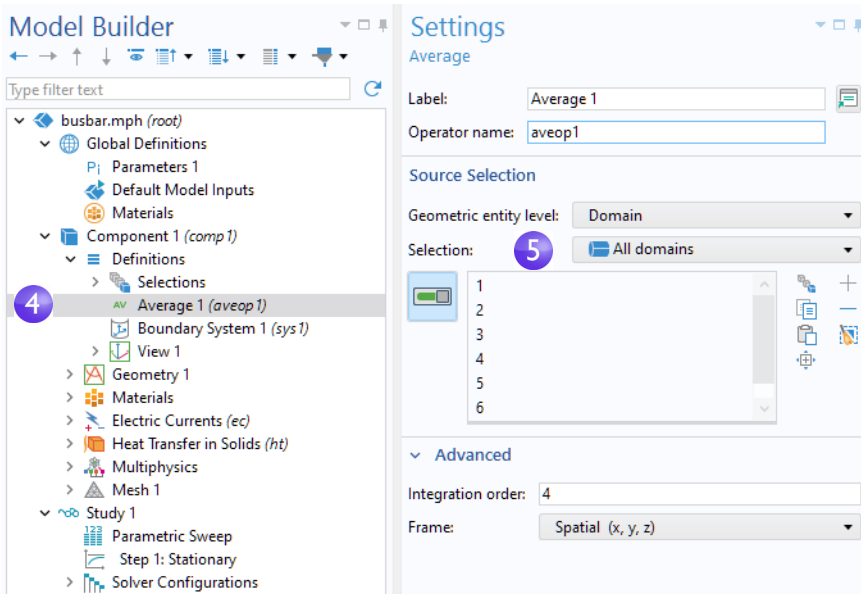 Model Builder
Type filter text
busbar.mph (root)
Global Definitions
Pi Parameters 1
Default Model Inputs
Materials
Component 1 (comp1)
Definitions
Selections
4 AV Average 1 (aveop1)
Boundary System 1 (sys1)
View 1
Geometry 1
Materials
Electric Currents (ec)
Heat Transfer in Solids (ht)
Multiphysics
Mesh 1
Study 1
123 Parametric Sweep
Step 1: Stationary
Solver Configurations
Settings
Average
Label: Average 1
Operator name: aveop1
Source Selection
Geometric entity level: Domain
Selection: 5 All domains
1
2
3
4
5
6
Advanced
Integration order: 4
Frame: Spatial (x, y, z)